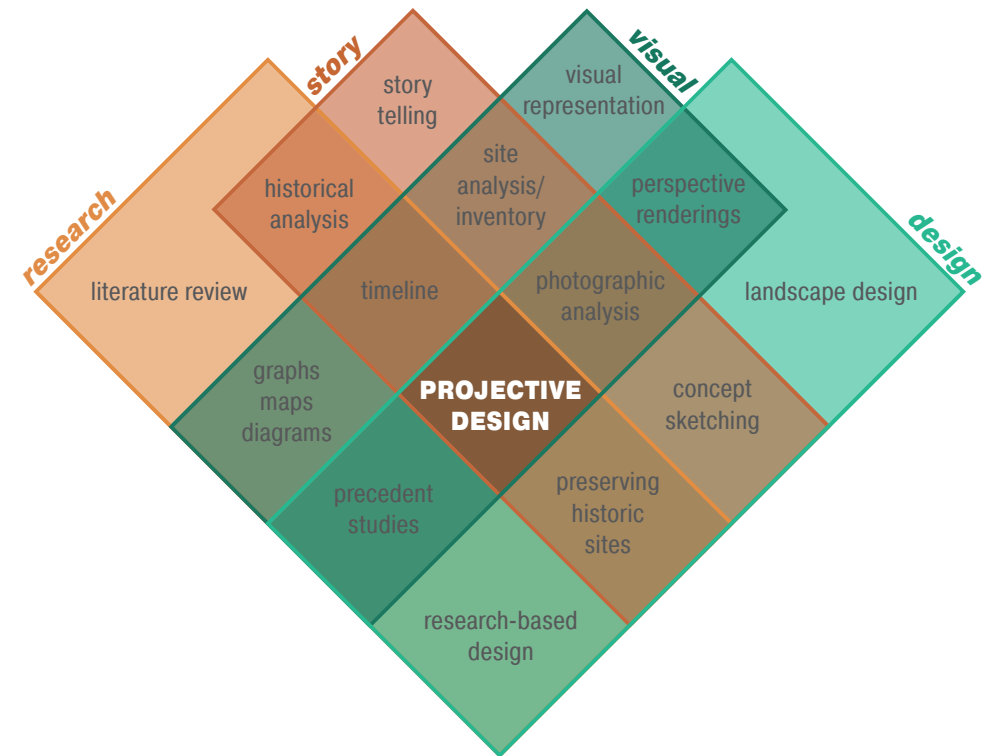 research
story
visual
design
story
telling
visual
representation
historical
analysis
site
analysis/
inventory
perspective
renderings
literature review
timeline
photographic
analysis
landscape design
graphs
maps
diagrams
PROJECTIVE
DESIGN
concept
sketching
precedent
studies
preserving
historic
sites
research-based
design